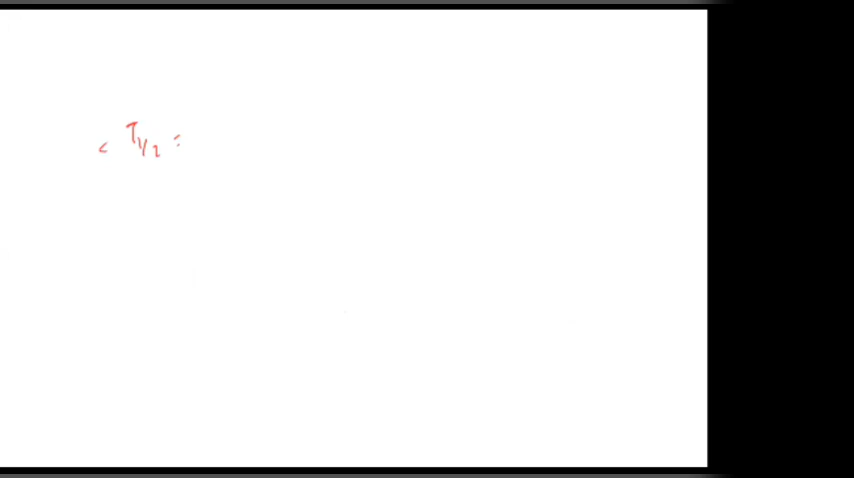 c T1/2 =